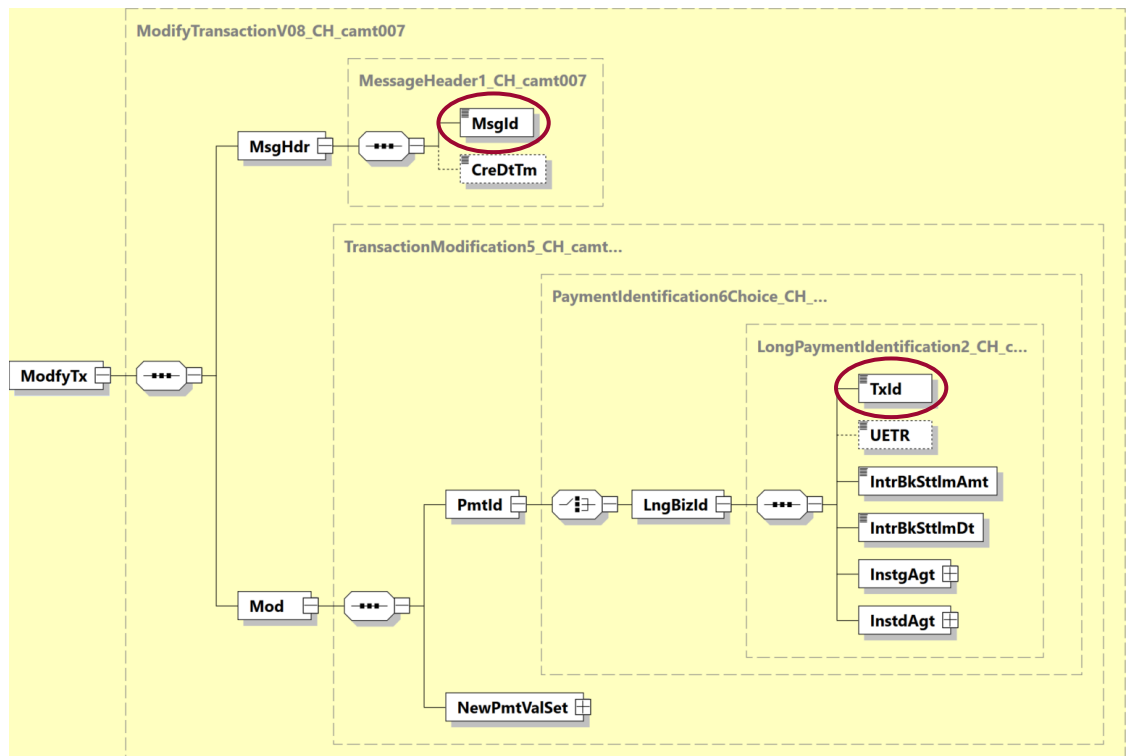 ModifyTransactionV08_CH_camt007
MessageHeader1_CH_camt007
MsgId
MsgHdr
CreDtTm
TransactionModification5_CH_camt...
PaymentIdentification6Choice_CH_...
LongPaymentIdentification2_CH_c...
ModfyTx
TxId
UETR
IntrBkSttlmAmt
PmtId
LngBizId
IntrBkSttlmDt
InstgAgt
Mod
InstdAgt
NewPmtValSet